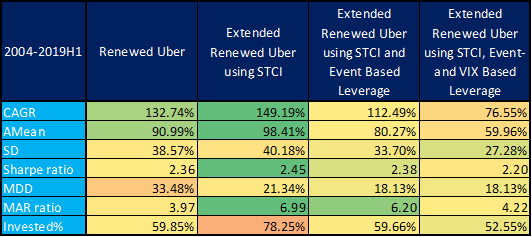 2004-2019H1 Renewed Uber Extended Renewed Uber using STCI Extended Renewed Uber using STCI and Event Based Leverage Extended Renewed Uber using STCI, Event- and VIX Based Leverage
CAGR 132.74% 149.19% 112.49% 76.55%
AMean 90.99% 98.41% 80.27% 59.96%
SD 38.57% 40.18% 33.70% 27.28%
Sharpe ratio 2.36 2.45 2.38 2.20
MDD 33.48% 21.34% 18.13% 18.13%
MAR ratio 3.97 6.99 6.20 4.22
Invested% 59.85% 78.25% 59.66% 52.55%